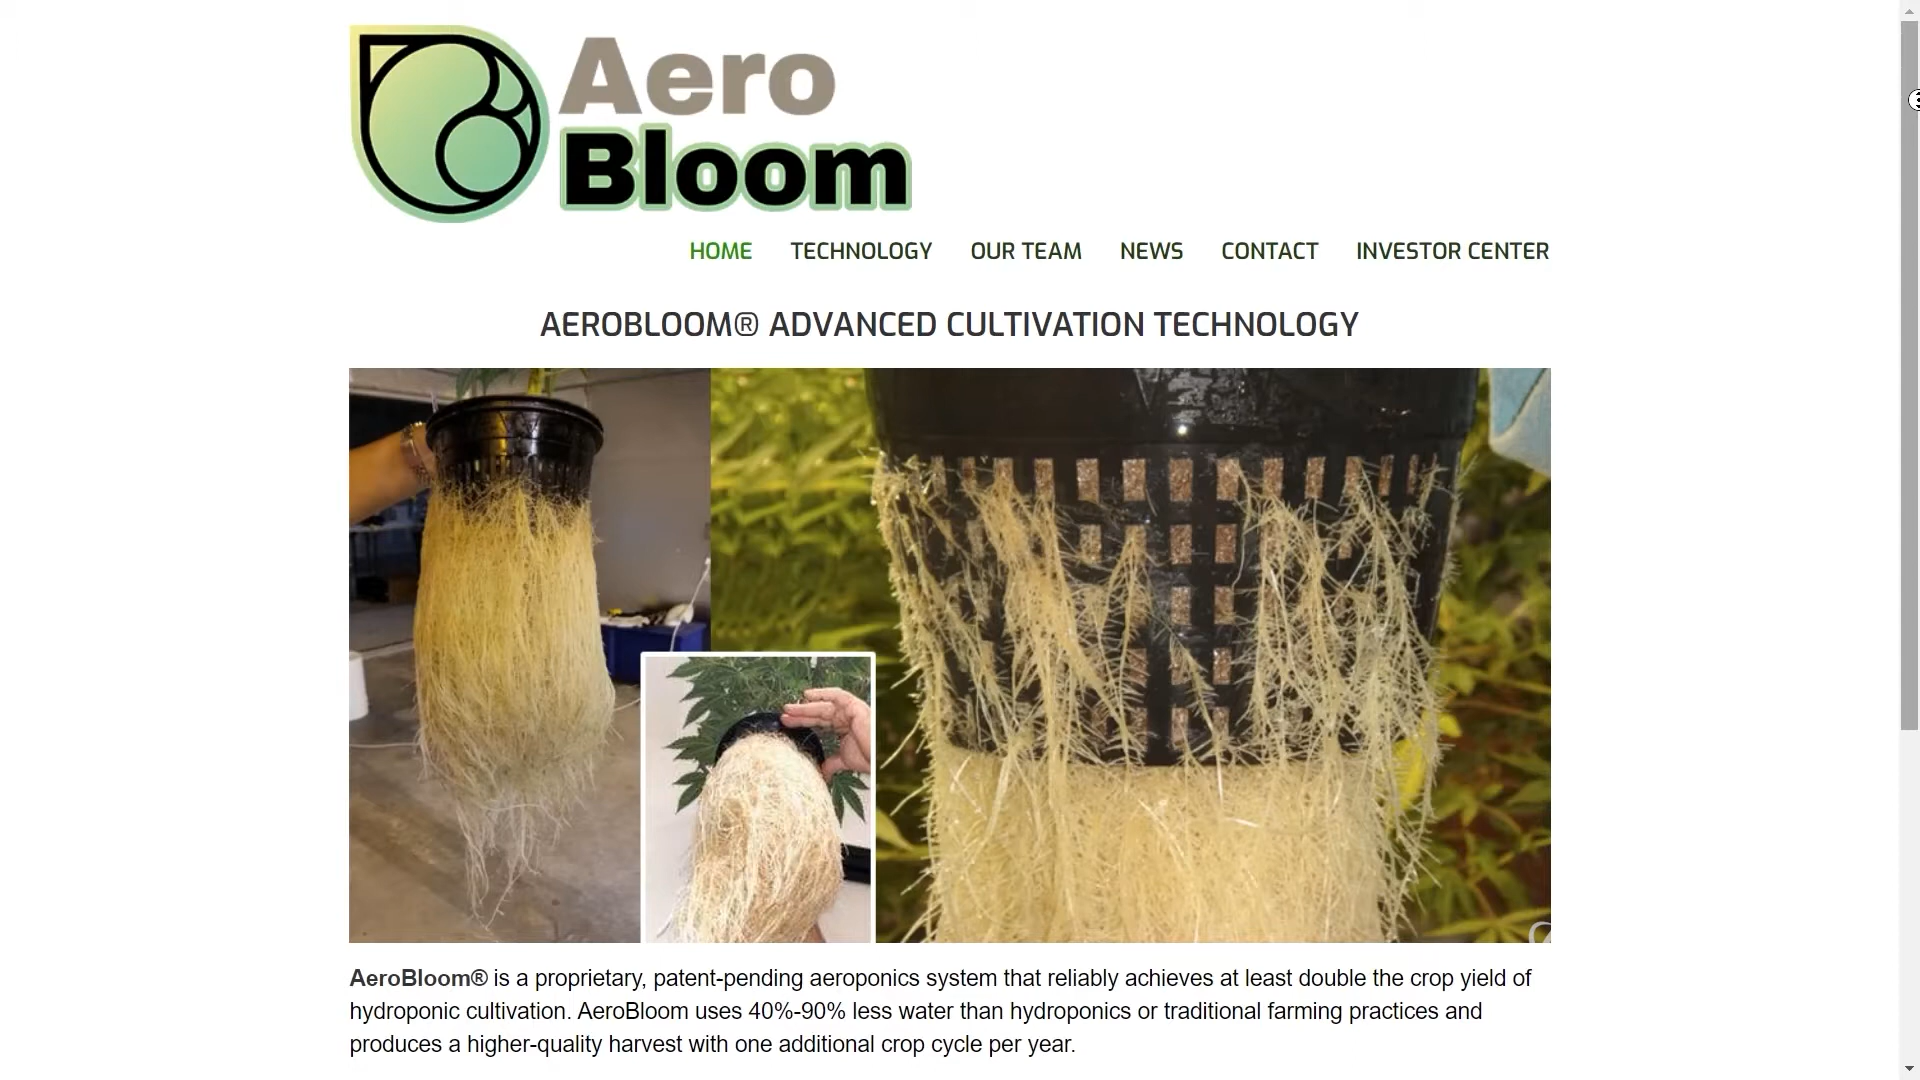 Aero
Bloom
HOME TECHNOLOGY OUR TEAM NEWS CONTACT INVESTOR CENTER
AEROBLOOM® ADVANCED CULTIVATION TECHNOLOGY
AeroBloom® is a proprietary, patent-pending aeroponics system that reliably achieves at least double the crop yield of
hydroponic cultivation. AeroBloom uses 40%-90% less water than hydroponics or traditional farming practices and
produces a higher-quality harvest with one additional crop cycle per year.